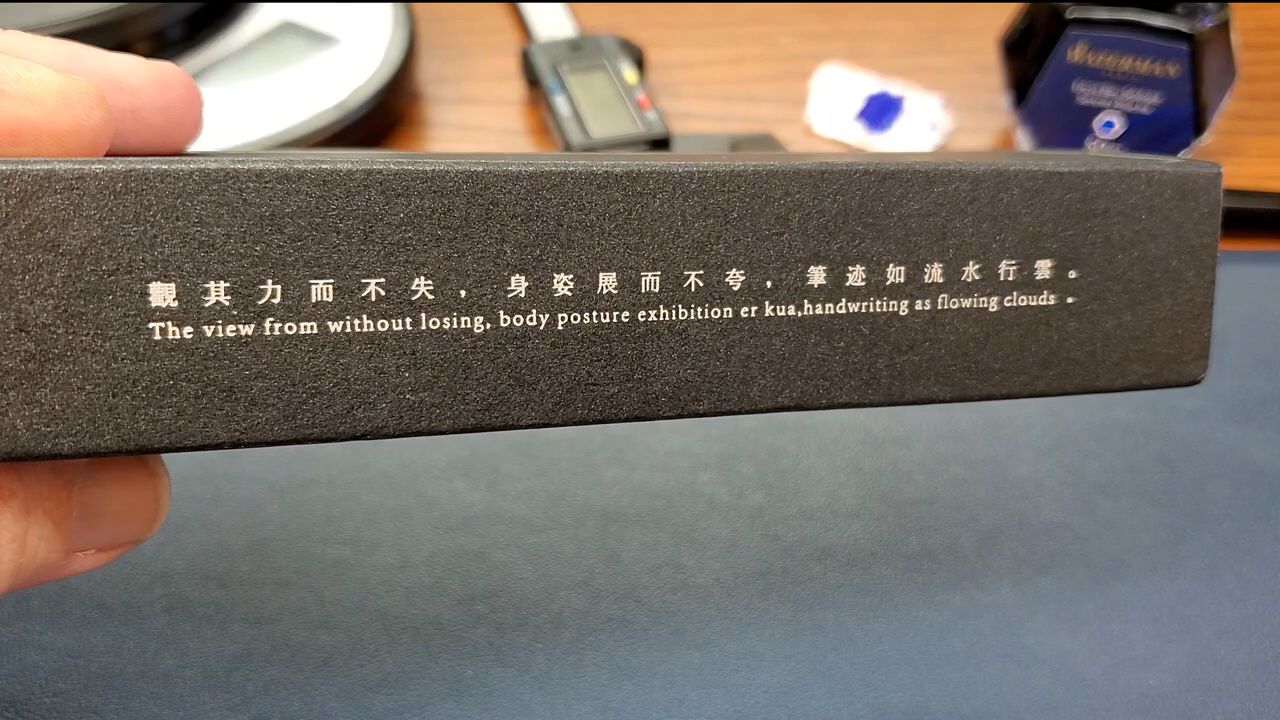 觀其力而不失，身姿展而不夸，筆迹如流水行雲。
The view from without losing, body posture exhibition er kua,handwriting as flowing clouds .
WATERMAN